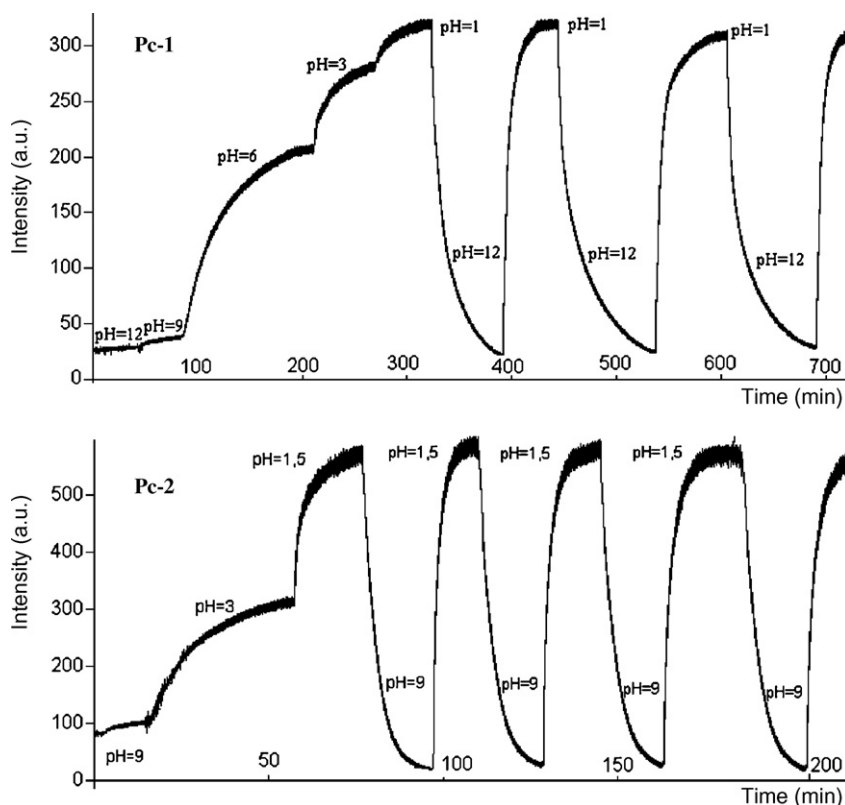 Pc-1
Intensity (a.u.)
300
250
200
150
100
50
0
pH=12
pH=9
pH=6
pH=3
pH=1
pH=12
pH=1
pH=12
pH=1
pH=12
100
200
300
400
500
600
700
Time (min)
Pc-2
Intensity (a.u.)
500
400
300
200
100
0
pH=9
pH=3
pH=1,5
pH=9
pH=1,5
pH=9
pH=1,5
pH=9
pH=1,5
pH=9
50
100
150
200
Time (min)